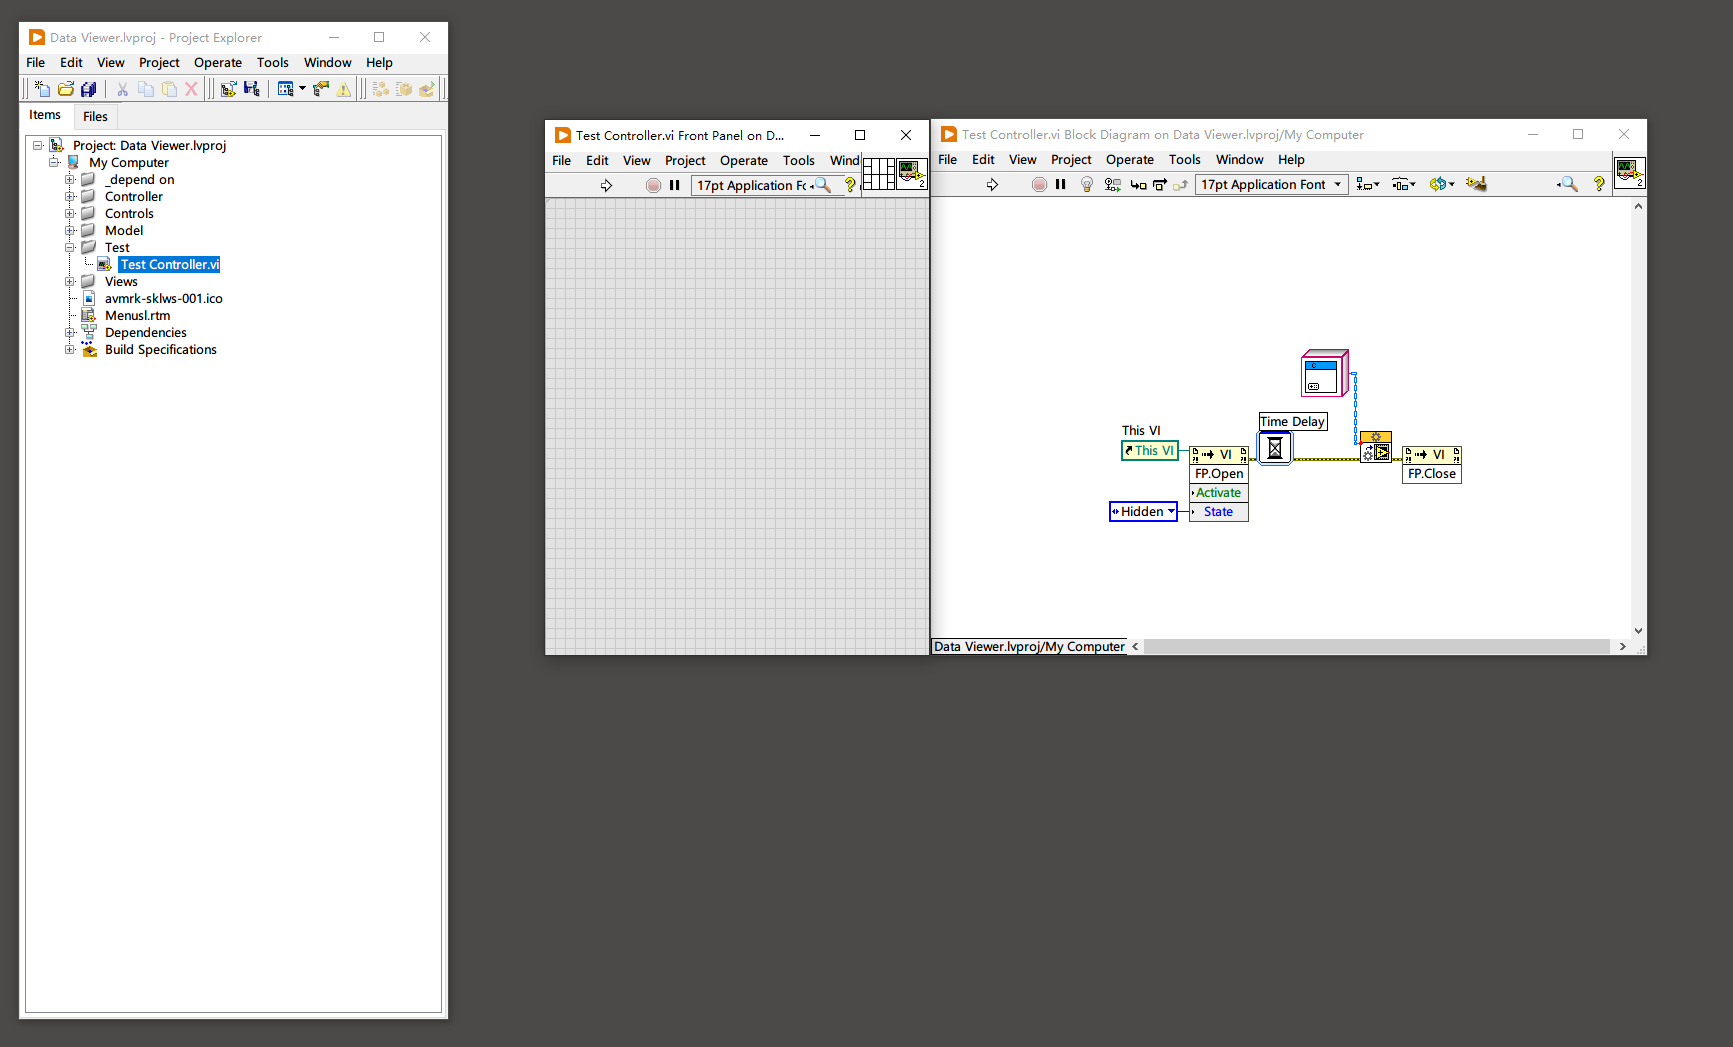 Data Viewer.lvproj - Project Explorer
File Edit View Project Operate Tools Window Help
Items Files
Project: Data Viewer.lvproj
My Computer
_depend on
Controller
Controls
Model
Test
Test Controller.vi
Views
avmrk-sklws-001.ico
Menusl.rtm
Dependencies
Build Specifications
Test Controller.vi Front Panel on D...
File Edit View Project Operate Tools Wind
17pt Application Fc
?
2
Test Controller.vi Block Diagram on Data Viewer.lvproj/My Computer
File Edit View Project Operate Tools Window Help
17pt Application Font
?
2
C
Time Delay
This VI
This VI
VI
FP.Open
Activate
Hidden
State
VI
FP.Close
Data Viewer.lvproj/My Computer